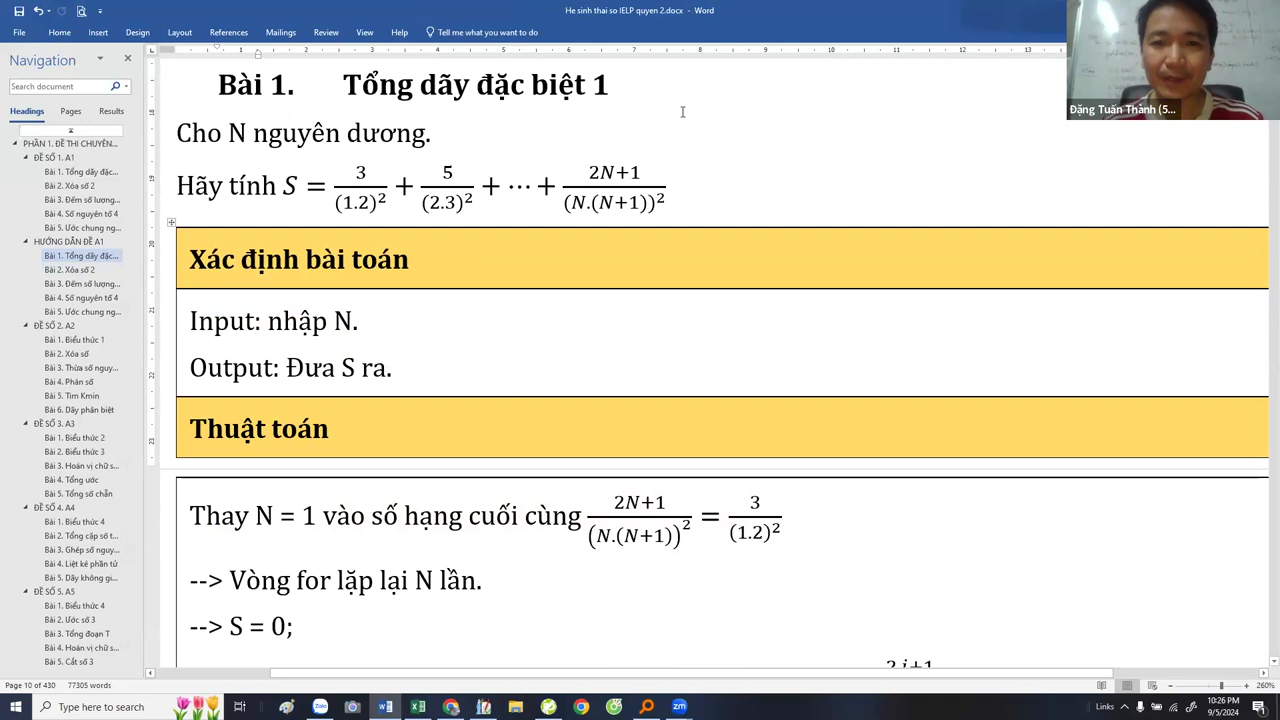 He sinh thai so IELP quyen 2.docx - Word
File Home Insert Design Layout References Mailings Review View Help Tell me what you want to do
Navigation
Search document
Headings Pages Results
PHẦN 1. ĐỀ THI CHUYÊN...
ĐỀ SỐ 1. A1
Bài 1. Tổng dãy đặc...
Bài 2. Xóa số 2
Bài 3. Đếm số lượng...
Bài 4. Số nguyên tố 4
Bài 5. Ước chung ng...
HƯỚNG DẪN ĐỀ A1
Bài 1. Tổng dãy đặc...
Bài 2. Xóa số 2
Bài 3. Đếm số lượng...
Bài 4. Số nguyên tố 4
Bài 5. Ước chung ng...
ĐỀ SỐ 2. A2
Bài 1. Biểu thức 1
Bài 2. Xóa số
Bài 3. Thừa số nguy...
Bài 4. Phân số
Bài 5. Tìm Kmin
Bài 6. Dãy phân biệt
ĐỀ SỐ 3. A3
Bài 1. Biểu thức 2
Bài 2. Biểu thức 3
Bài 3. Hoán vị chữ s...
Bài 4. Tổng ước
Bài 5. Tổng số chẵn
ĐỀ SỐ 4. A4
Bài 1. Biểu thức 4
Bài 2. Tổng cặp số t...
Bài 3. Ghép số nguy...
Bài 4. Liệt kê phần tử
Bài 5. Dãy không gi...
ĐỀ SỐ 5. A5
Bài 1. Biểu thức 4
Bài 2. Ước số 3
Bài 3. Tổng đoạn T
Bài 4. Hoán vị chữ s...
Bài 5. Cắt số 3
Bài 1. Tổng dãy đặc biệt 1
Cho N nguyên dương.
Hãy tính S = 3/(1.2)² + 5/(2.3)² + ⋯ + 2N+1/(N.(N+1))²
Xác định bài toán
Input: nhập N.
Output: Đưa S ra.
Thuật toán
Thay N = 1 vào số hạng cuối cùng 2N+1/(N.(N+1))² = 3/(1.2)²
--> Vòng for lặp lại N lần.
--> S = 0;
2.i+1
Đặng Tuấn Thành (5...
Page 10 of 430 77305 words
260%
Type here to search
Links
10:26 PM
9/5/2024